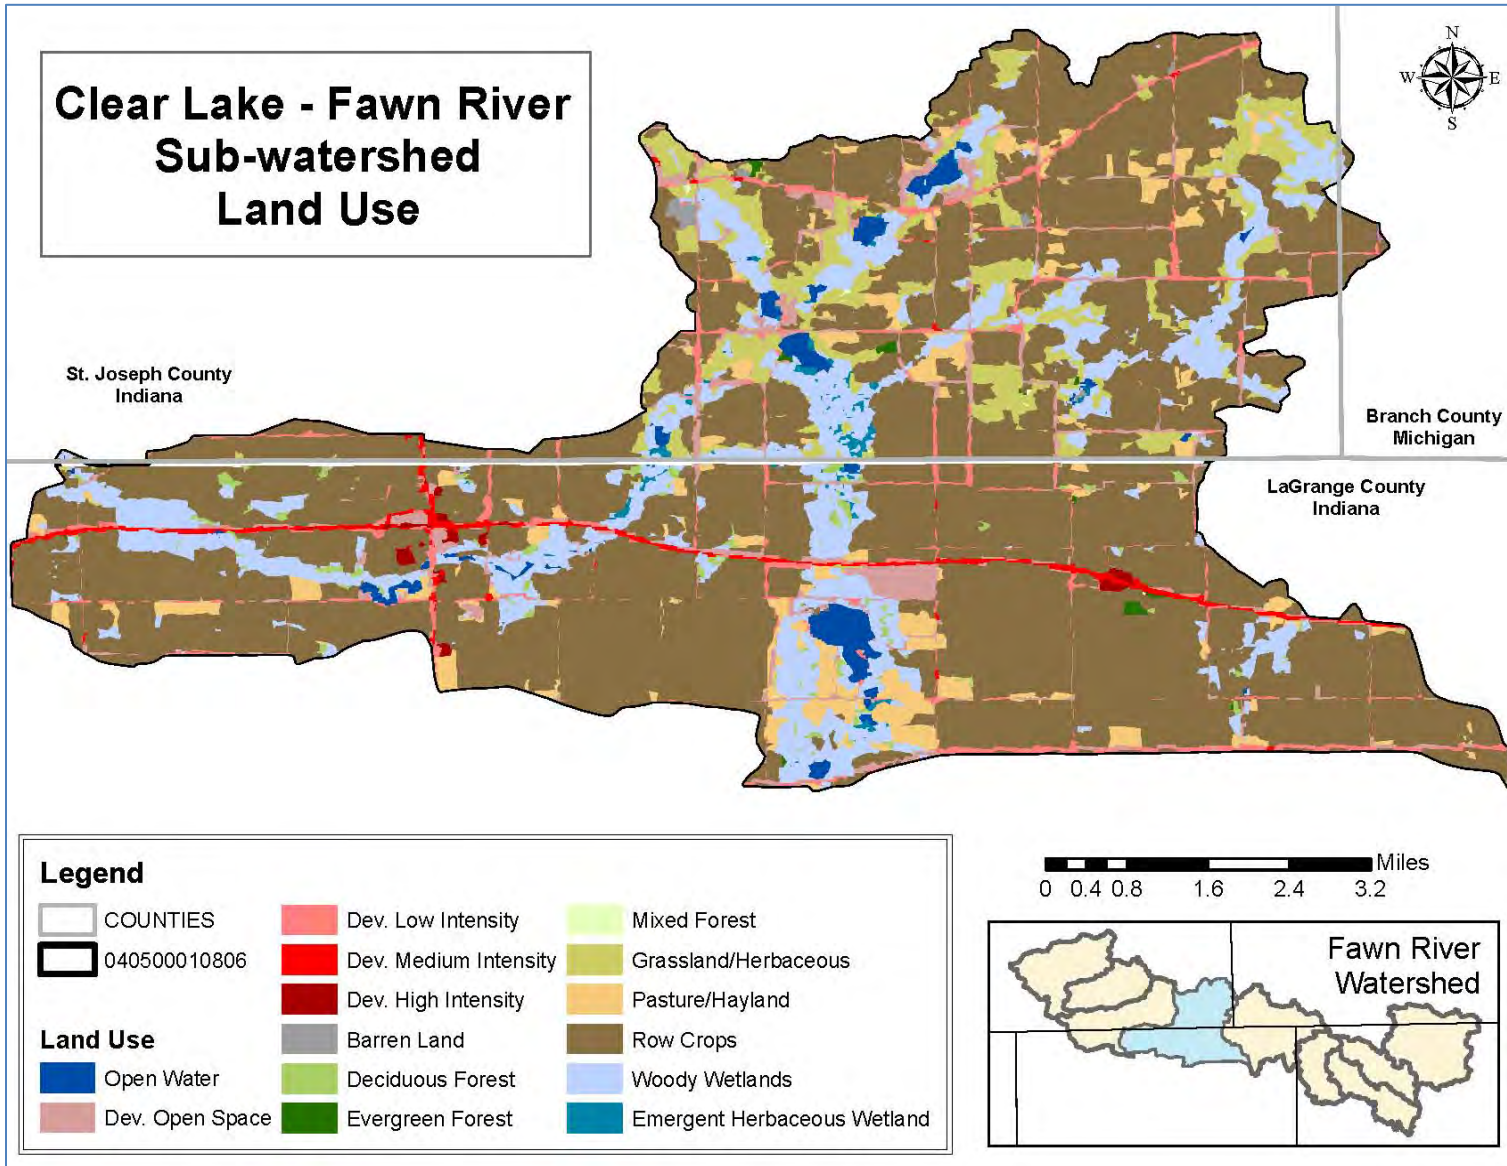 Clear Lake - Fawn River
Sub-watershed
Land Use
N
W
E
S
St. Joseph County
Indiana
Branch County
Michigan
LaGrange County
Indiana
Legend
COUNTIES
040500010806
Land Use
Open Water
Dev. Open Space
Dev. Low Intensity
Dev. Medium Intensity
Dev. High Intensity
Barren Land
Deciduous Forest
Evergreen Forest
Mixed Forest
Grassland/Herbaceous
Pasture/Hayland
Row Crops
Woody Wetlands
Emergent Herbaceous Wetland
Miles
0 0.4 0.8 1.6 2.4 3.2
Fawn River
Watershed